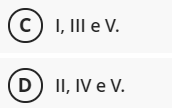 C I, III e V.
D II, IV e V.